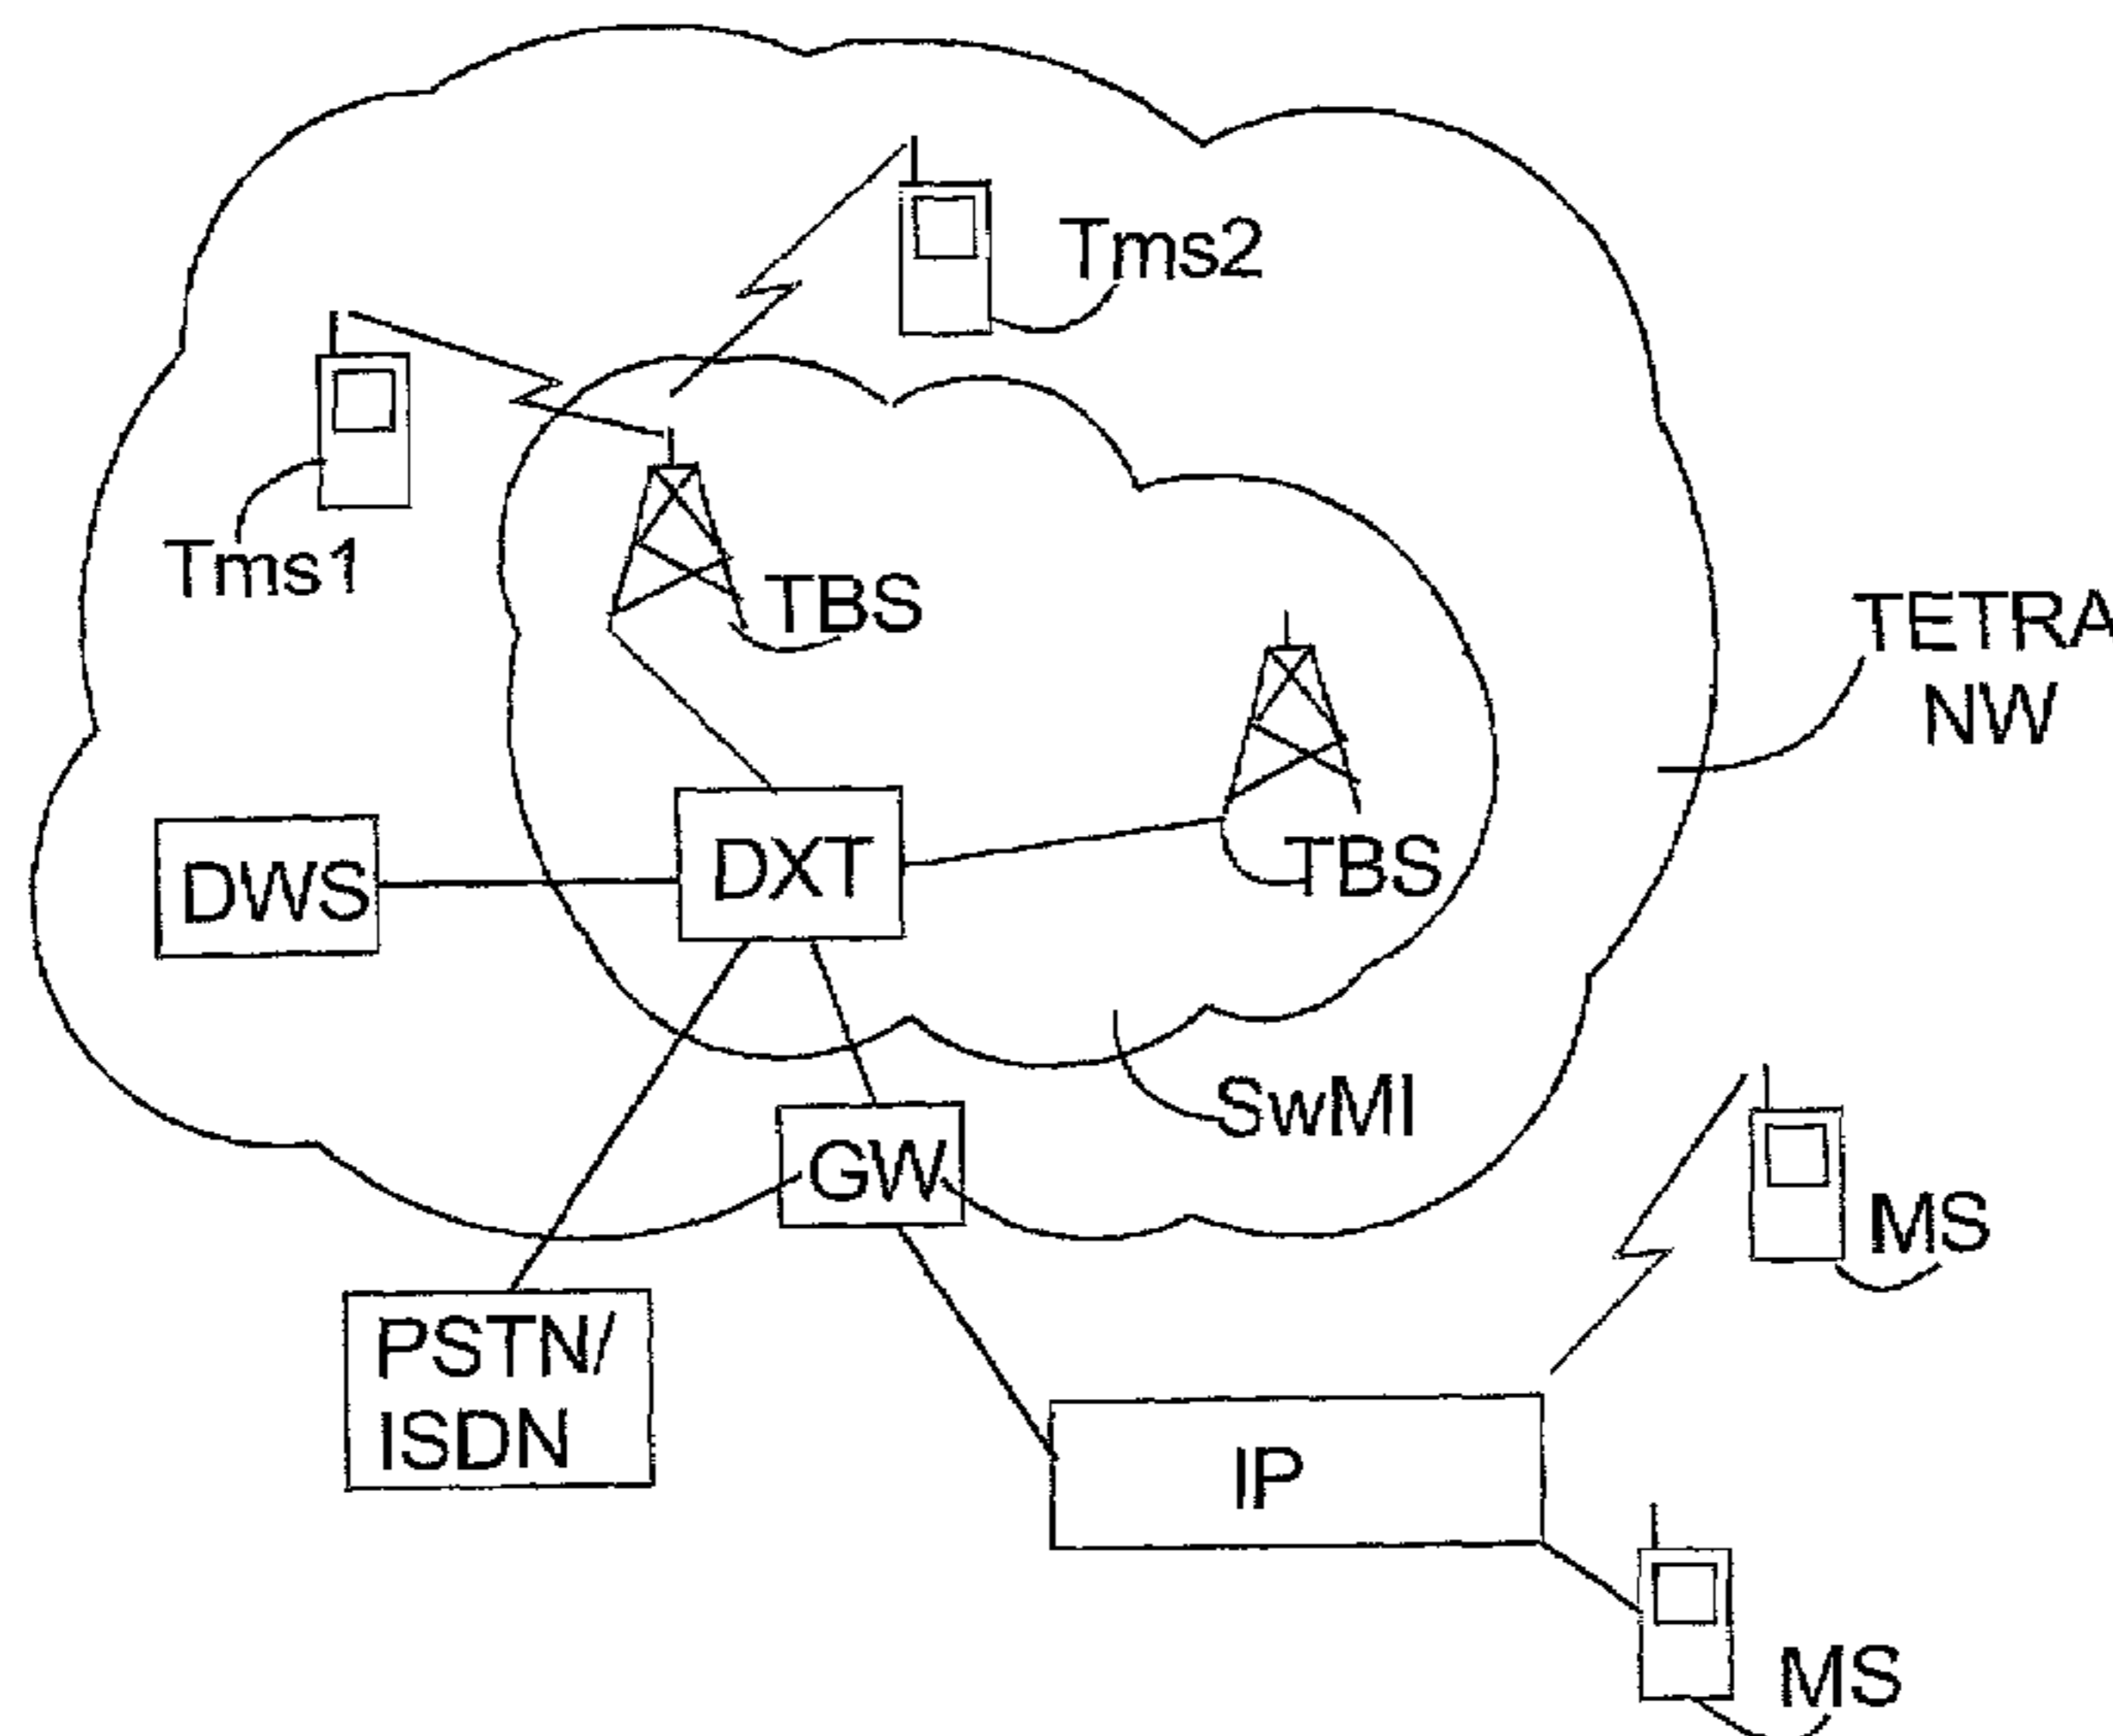 Tms2
Tms1
TBS
TETRA
NW
DWS
DXT
TBS
SwMI
GW
MS
PSTN/
ISDN
IP
MS